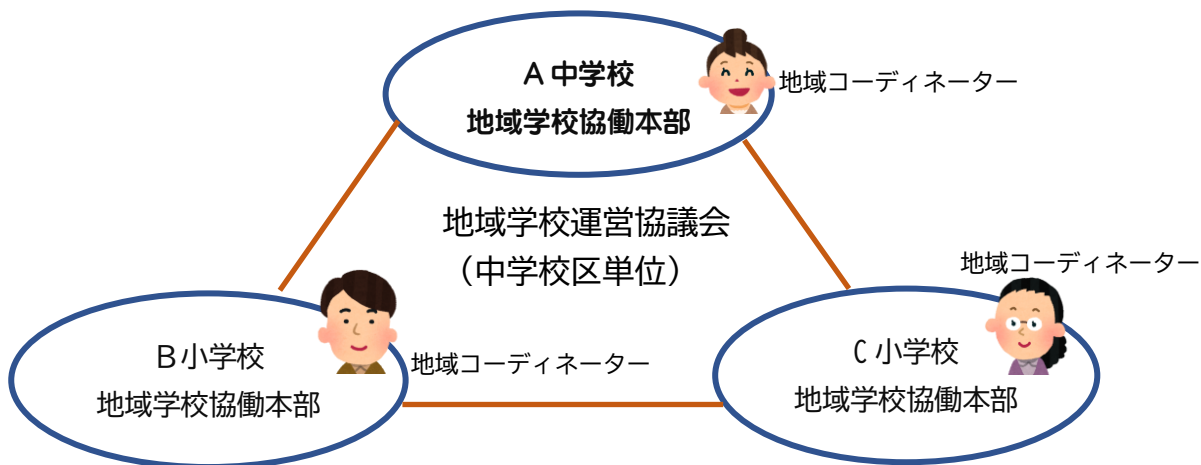 A中学校
地域学校協働本部
地域コーディネーター
地域学校運営協議会
（中学校区単位）
地域コーディネーター
B小学校
地域学校協働本部
地域コーディネーター
C小学校
地域学校協働本部